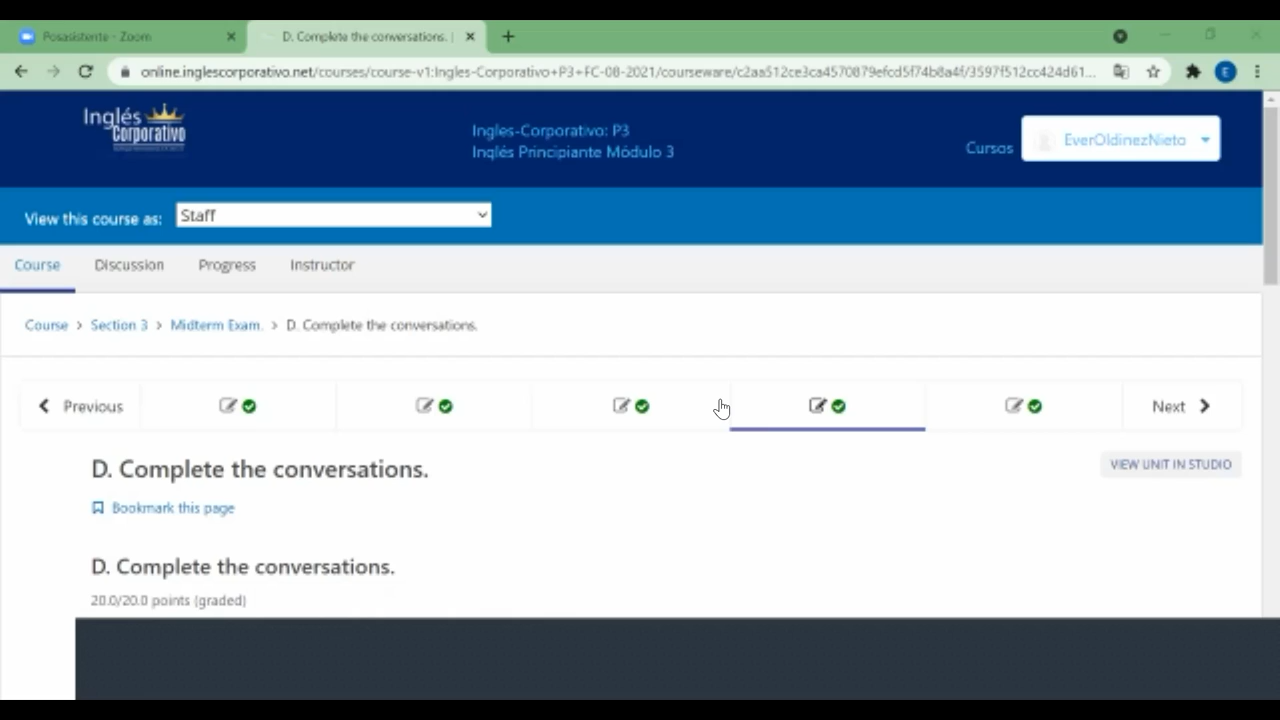 Posasistente - Zoom
D. Complete the conversations. |
online.inglescorporativo.net/courses/course-v1:Ingles-Corporativo+P3+FC-08-2021/courseware/c2aa512ce3ca4570879efcd5f74b8a4f/3597f512cc424d61...
E
Inglés
Corporativo
Ingles-Corporativo: P3
Inglés Principiante Módulo 3
Cursos
EverOldinezNieto
View this course as:
Staff
Course
Discussion
Progress
Instructor
Course > Section 3 > Midterm Exam. > D. Complete the conversations.
Previous
Next
D. Complete the conversations.
VIEW UNIT IN STUDIO
Bookmark this page
D. Complete the conversations.
20.0/20.0 points (graded)